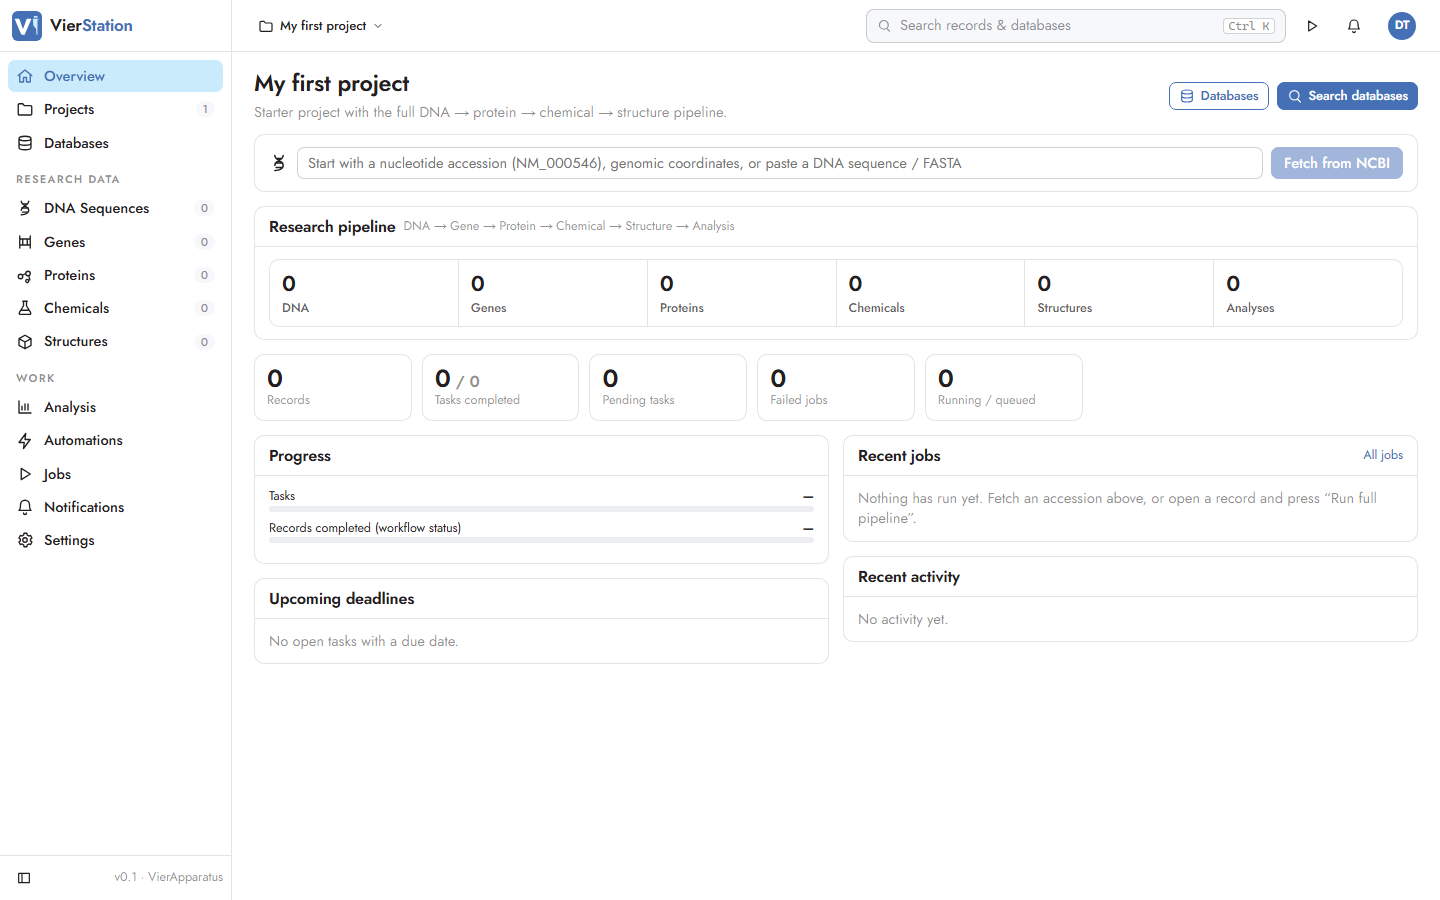 VierStation
My first project
Search records & databases
Ctrl K
DT
Overview
Projects
1
Databases
RESEARCH DATA
DNA Sequences
0
Genes
0
Proteins
0
Chemicals
0
Structures
0
WORK
Analysis
Automations
Jobs
Notifications
Settings
v0.1 · VierApparatus
My first project
Starter project with the full DNA → protein → chemical → structure pipeline.
Databases
Search databases
Start with a nucleotide accession (NM_000546), genomic coordinates, or paste a DNA sequence / FASTA
Fetch from NCBI
Research pipeline
DNA → Gene → Protein → Chemical → Structure → Analysis
0
DNA
0
Genes
0
Proteins
0
Chemicals
0
Structures
0
Analyses
0
Records
0 / 0
Tasks completed
0
Pending tasks
0
Failed jobs
0
Running / queued
Progress
Tasks
—
Records completed (workflow status)
—
Upcoming deadlines
No open tasks with a due date.
Recent jobs
All jobs
Nothing has run yet. Fetch an accession above, or open a record and press “Run full
pipeline”.
Recent activity
No activity yet.